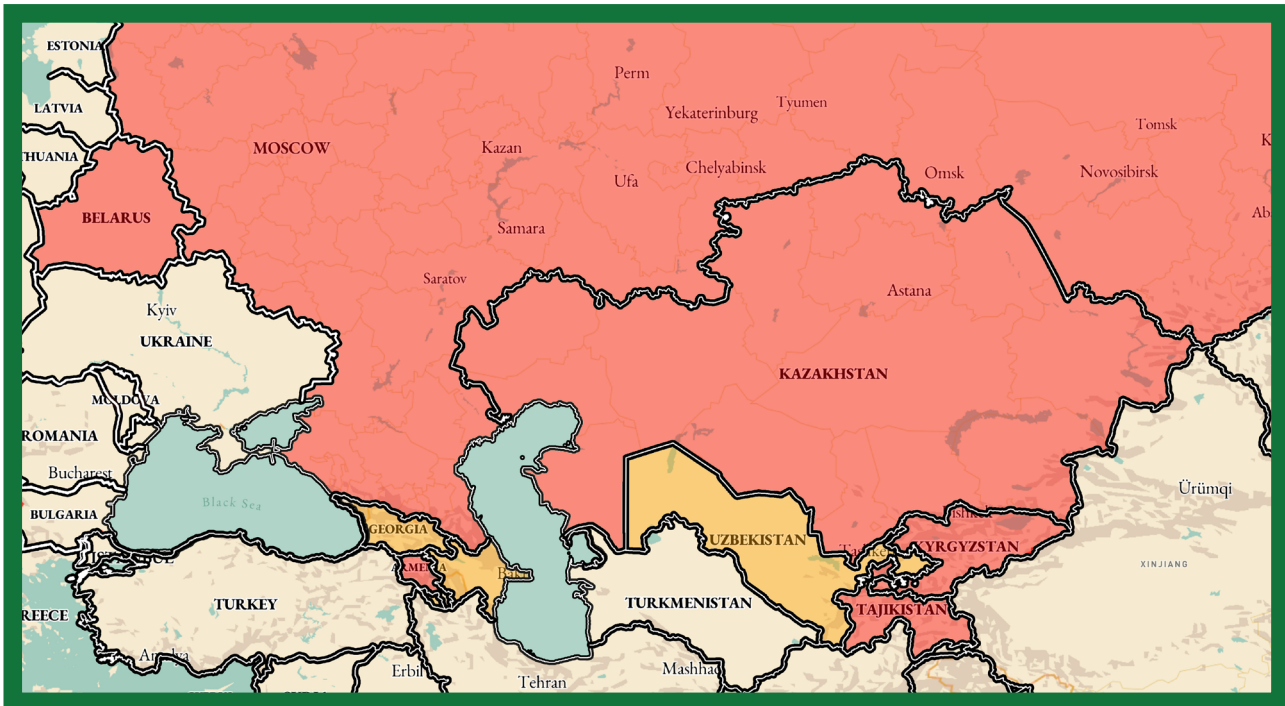 ESTONIA
Perm
Tyumen
LATVIA
Yekaterinburg
Tomsk
MOSCOW
Kazan
THUANIA
Chelyabinsk
Omsk
Novosibirsk
Ufa
BELARUS
Samara
Saratov
Astana
Kyiv
UKRAINE
KAZAKHSTAN
MOLDOVA
ROMANIA
Bucharest
Ürümqi
Black Sea
BULGARIA
GEORGIA
UZBEKISTAN
KYRGYZSTAN
ARMENIA
XINJIANG
TURKEY
TURKMENISTAN
TAJIKISTAN
REECE
Mashhad
Erbil
Tehran